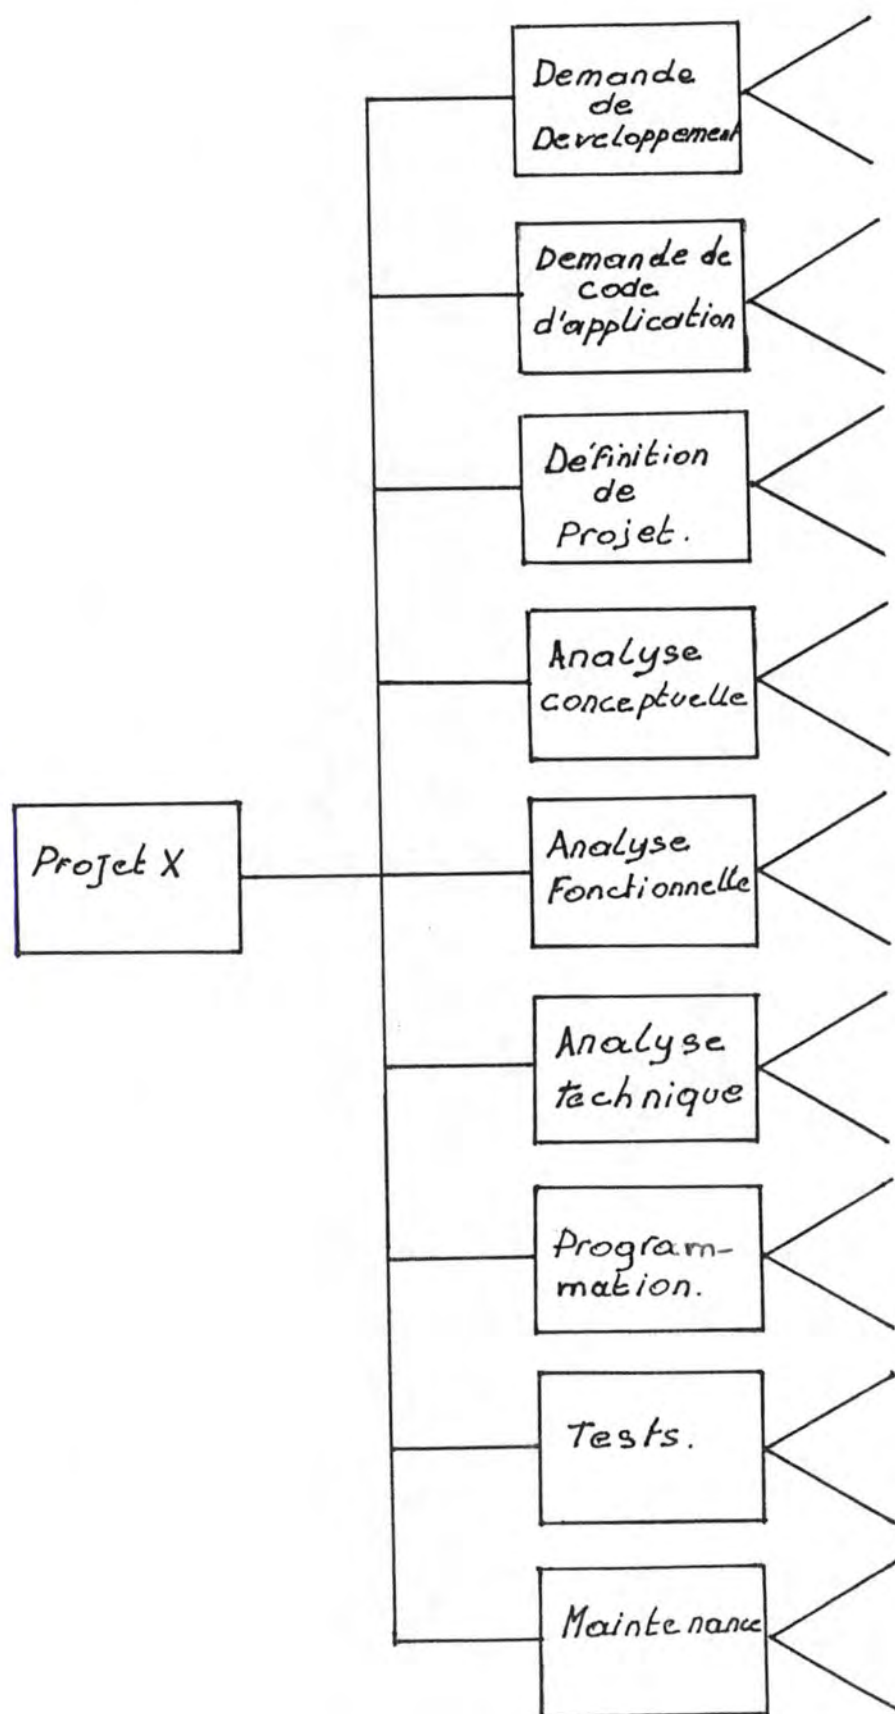 Demande
de
Developpement
Demande de
code
d'application
Définition
de
Projet.
Analyse
conceptuelle
Projet X
Analyse
Fonctionnelle
Analyse
technique
Program-
mation.
Tests.
Maintenance